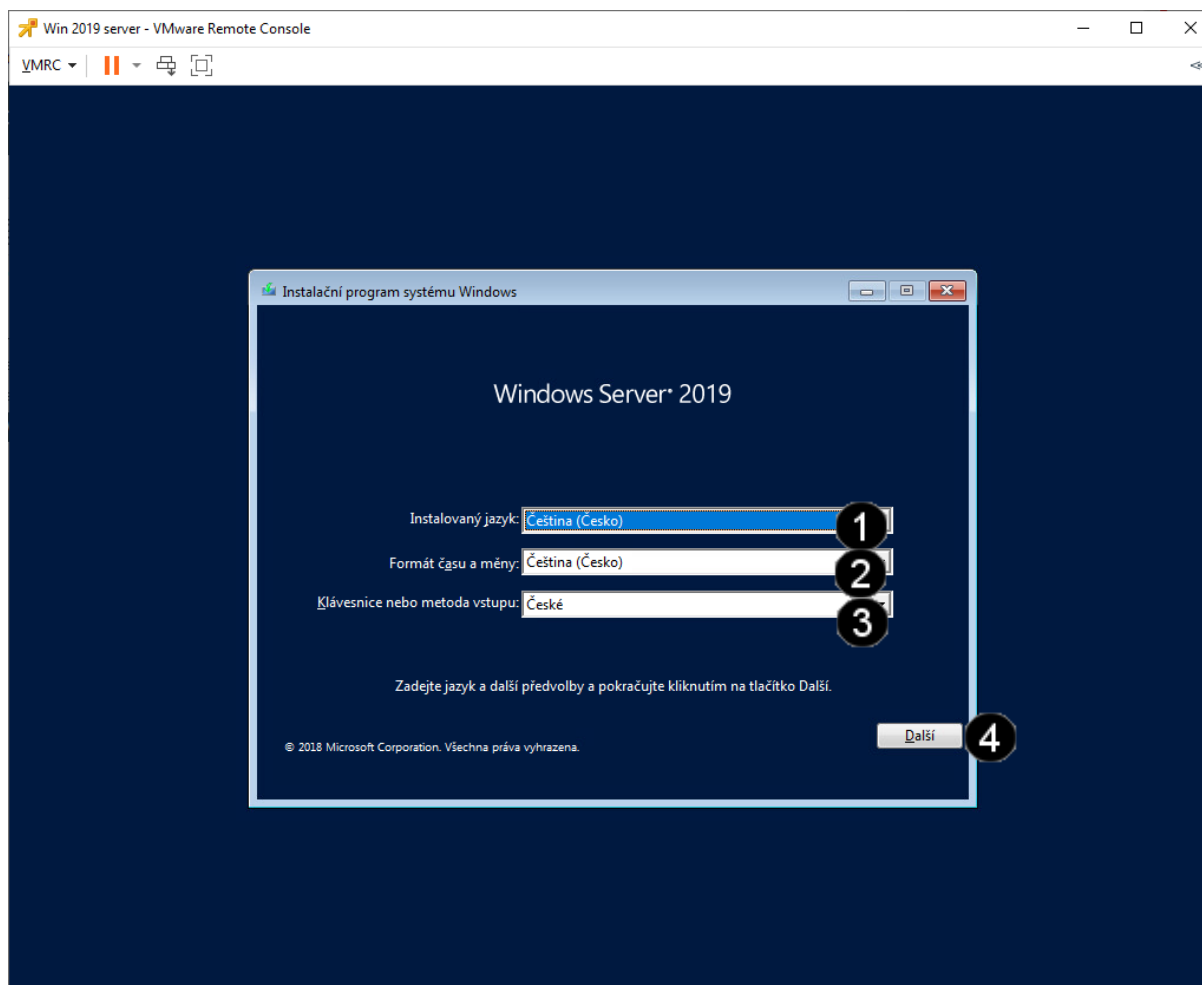 Win 2019 server - VMware Remote Console
VMRC
Instalační program systému Windows
Windows Server® 2019
Instalovaný jazyk: Čeština (Česko) 1
Formát času a měny: Čeština (Česko) 2
Klávesnice nebo metoda vstupu: České 3
Zadejte jazyk a další předvolby a pokračujte kliknutím na tlačítko Další.
Další 4
© 2018 Microsoft Corporation. Všechna práva vyhrazena.